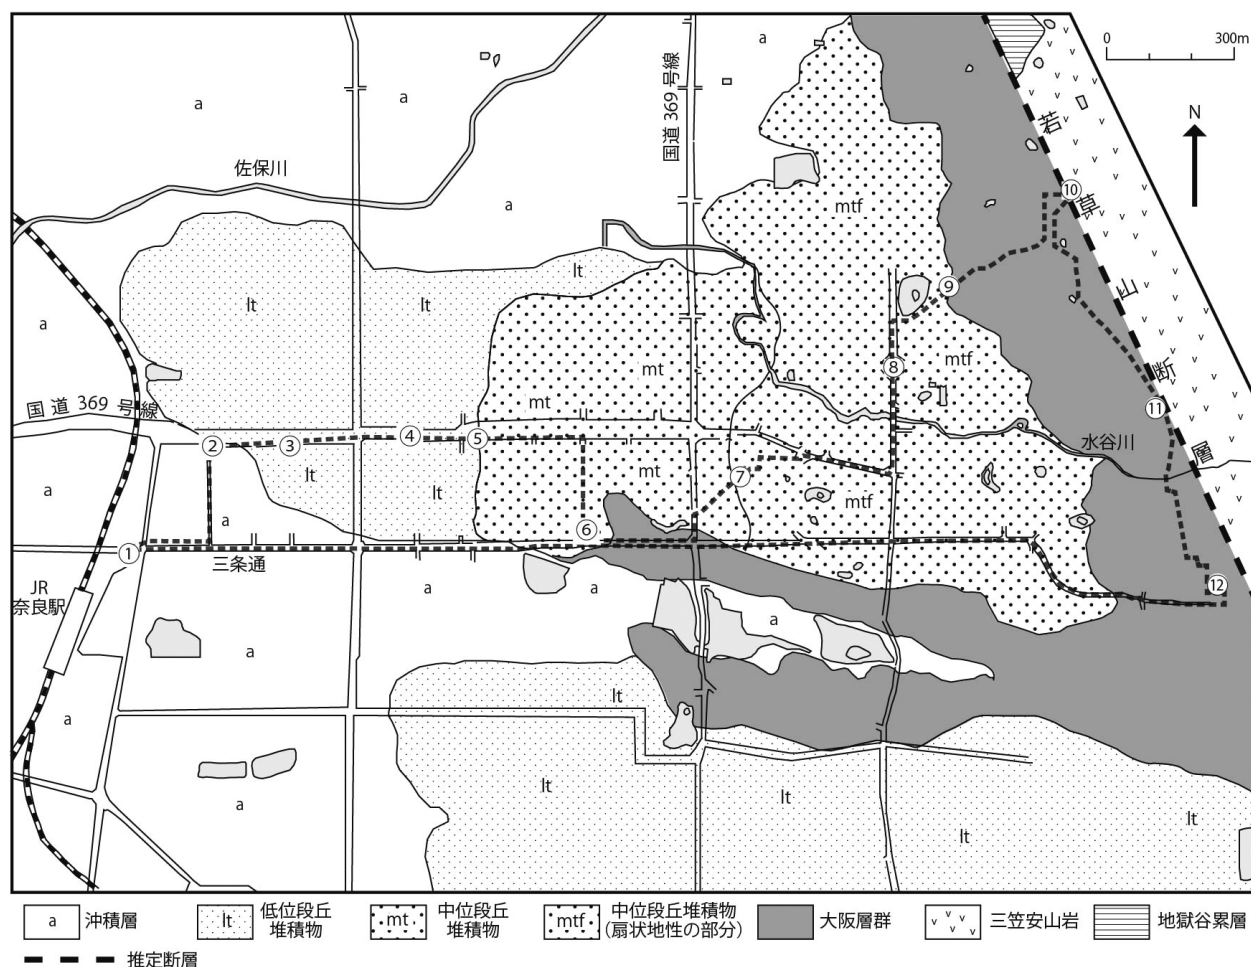 0 300m
N
a
a
a
国道 369 号線
佐保川
a
mtf
若
草
山
断
層
⑩
⑨
lt
lt
lt
a
mt
mt
mtf
⑧
⑪
国 道 369 号 線
②
③
④
⑤
水谷川
lt
lt
mt
⑦
mtf
a
a
①
⑥
三条通
JR
奈良駅
⑫
a
a
a
a
a
lt
a
lt
lt
lt
lt
a 沖積層
lt 低位段丘
堆積物
mt 中位段丘
堆積物
mtf 中位段丘堆積物
(扇状地性の部分)
大阪層群
三笠安山岩
地獄谷累層
推定断層